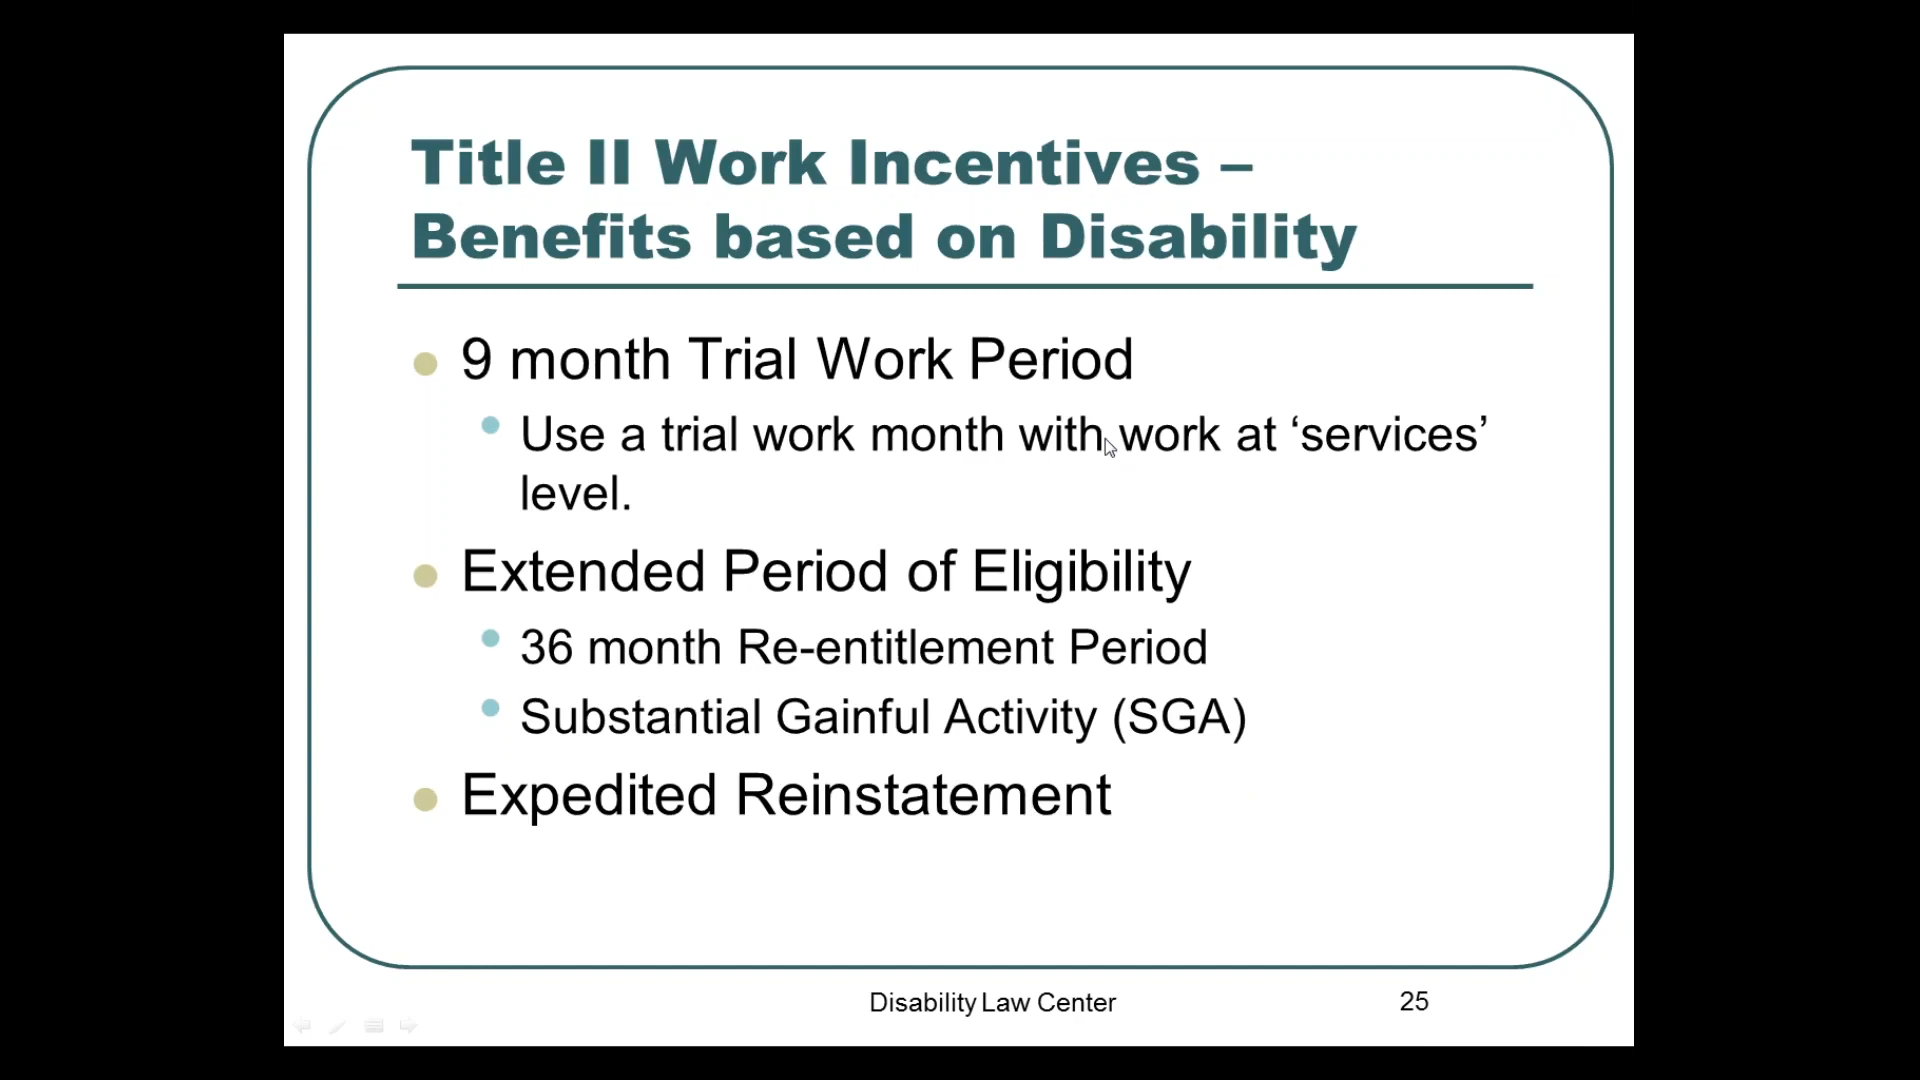 Title II Work Incentives –
Benefits based on Disability
9 month Trial Work Period
Use a trial work month with work at ‘services’
level.
Extended Period of Eligibility
36 month Re-entitlement Period
Substantial Gainful Activity (SGA)
Expedited Reinstatement
Disability Law Center
25